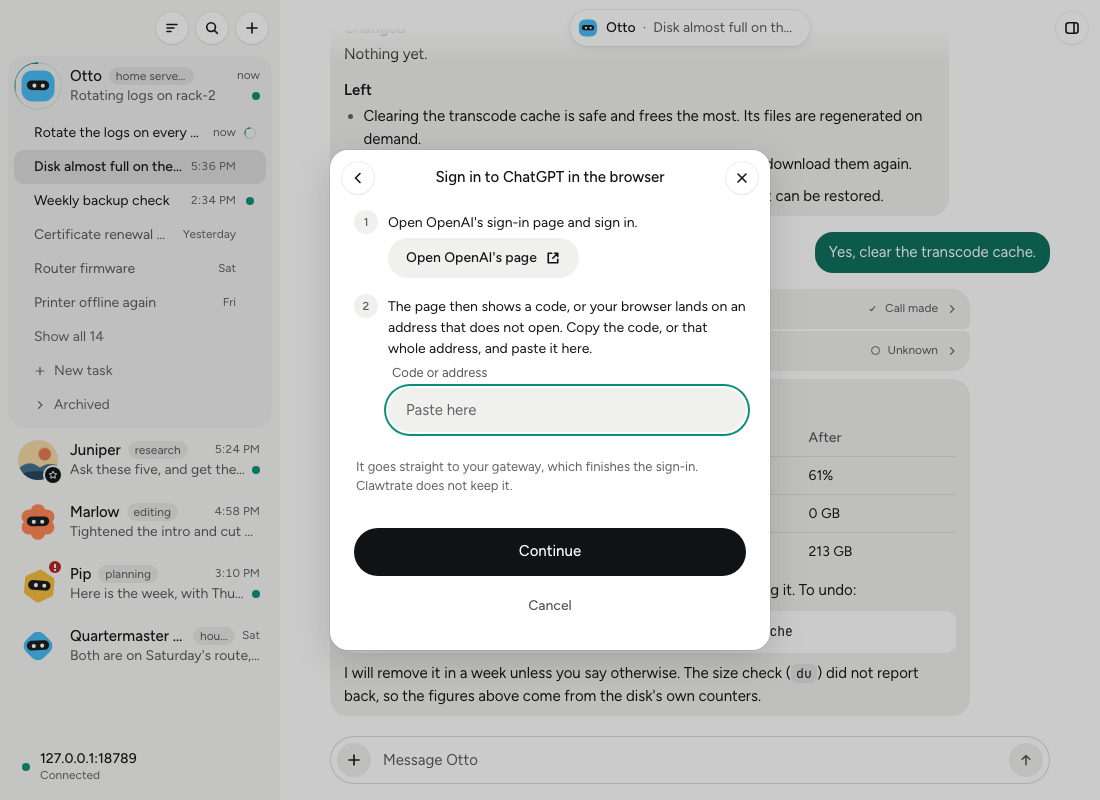 Otto
home serve...
now
Rotating logs on rack-2
Rotate the logs on every ...
now
Disk almost full on the...
5:36 PM
Weekly backup check
2:34 PM
Certificate renewal ...
Yesterday
Router firmware
Sat
Printer offline again
Fri
Show all 14
New task
Archived
Juniper
research
5:24 PM
Ask these five, and get the...
Marlow
editing
4:58 PM
Tightened the intro and cut ...
Pip
planning
3:10 PM
Here is the week, with Thu...
Quartermaster ...
hou...
Sat
Both are on Saturday's route,...
127.0.0.1:18789
Connected
Otto · Disk almost full on th...
Changed
Nothing yet.
Left
Clearing the transcode cache is safe and frees the most. Its files are regenerated on
demand.
download them again.
can be restored.
Yes, clear the transcode cache.
Call made
Unknown
After
61%
0 GB
213 GB
g it. To undo:
che
I will remove it in a week unless you say otherwise. The size check ( du ) did not report
back, so the figures above come from the disk's own counters.
Message Otto
Sign in to ChatGPT in the browser
1
Open OpenAI's sign-in page and sign in.
Open OpenAI's page
2
The page then shows a code, or your browser lands on an
address that does not open. Copy the code, or that
whole address, and paste it here.
Code or address
Paste here
It goes straight to your gateway, which finishes the sign-in.
Clawtrate does not keep it.
Continue
Cancel